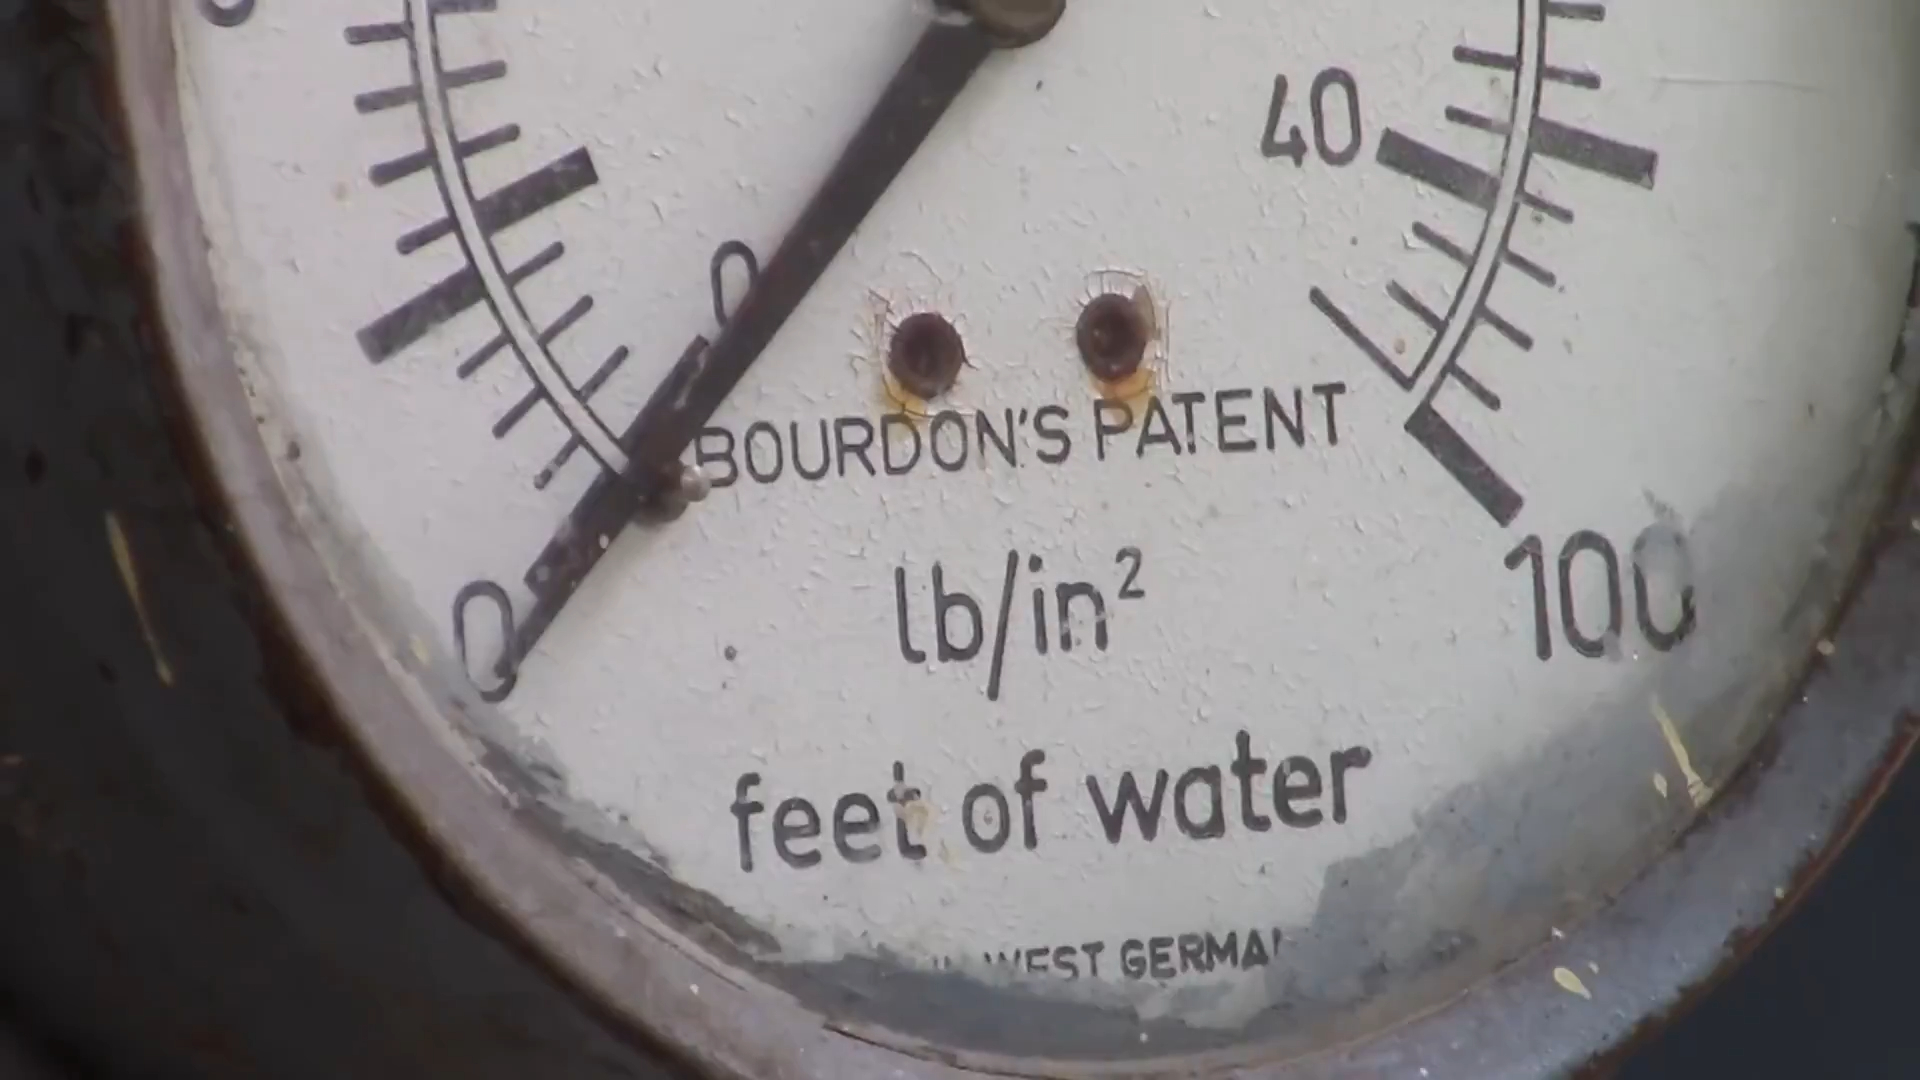 40
0
BOURDON'S PATENT
0
lb/in²
100
feet of water
WEST GERMA